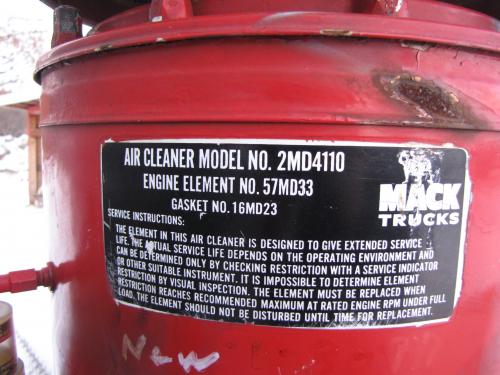 AIR CLEANER MODEL NO. 2MD4110
ENGINE ELEMENT NO. 57MD33
GASKET NO. 16MD23
MACK
TRUCKS
SERVICE INSTRUCTIONS:
THE ELEMENT IN THIS AIR CLEANER IS DESIGNED TO GIVE EXTENDED SERVICE
LIFE. THE ACTUAL SERVICE LIFE DEPENDS ON THE OPERATING ENVIRONMENT AND
CAN BE DETERMINED ONLY BY CHECKING RESTRICTION WITH A SERVICE INDICATOR
OR OTHER SUITABLE INSTRUMENT. IT IS IMPOSSIBLE TO DETERMINE ELEMENT
RESTRICTION BY VISUAL INSPECTION. THE ELEMENT MUST BE REPLACED WHEN
RESTRICTION REACHES RECOMMENDED MAXIMUM AT RATED ENGINE RPM UNDER FULL
LOAD. THE ELEMENT SHOULD NOT BE DISTURBED UNTIL TIME FOR REPLACEMENT.
New